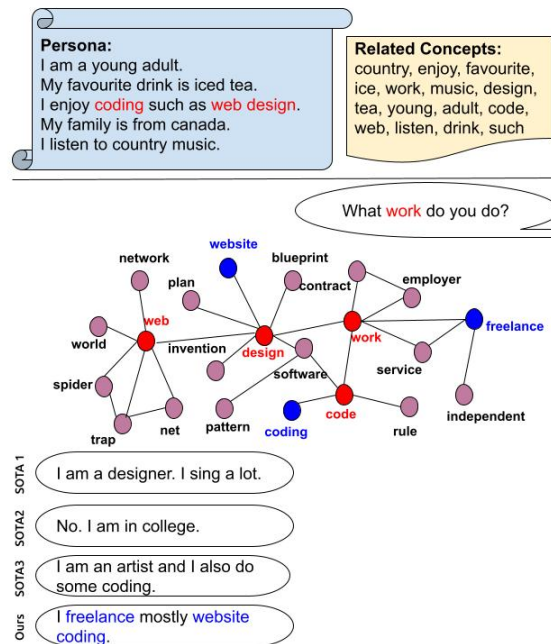 Persona:
I am a young adult.
My favourite drink is iced tea.
I enjoy coding such as web design.
My family is from canada.
I listen to country music.
Related Concepts:
country, enjoy, favourite,
ice, work, music, design,
tea, young, adult, code,
web, listen, drink, such
What work do you do?
website
network
blueprint
plan
contract
employer
web
world
invention
design
work
freelance
software
service
spider
code
trap
net
pattern
coding
rule
independent
SOTA 1
I am a designer. I sing a lot.
SOTA2
No. I am in college.
SOTA3
I am an artist and I also do
some coding.
Ours
I freelance mostly website
coding.